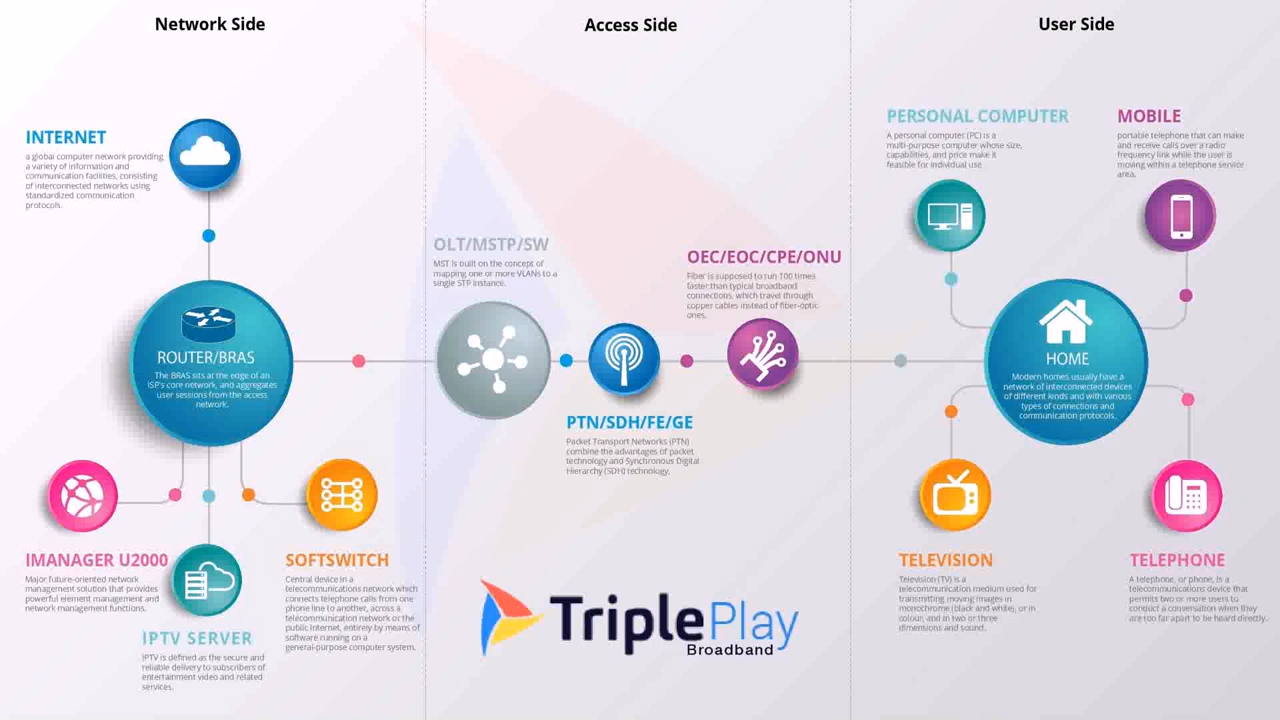 Network Side
Access Side
User Side
INTERNET
a global computer network providing
a variety of information and
communication facilities, consisting
of interconnected networks using
standardized communication
protocols.
ROUTER/BRAS
The BRAS sits at the edge of an
ISP's core network, and aggregates
user sessions from the access
network.
IMANAGER U2000
Major future-oriented network
management solution that provides
powerful element management and
network management functions.
IPTV SERVER
IPTV is defined as the secure and
reliable delivery to subscribers of
entertainment video and related
services.
SOFTSWITCH
Central device in a
telecommunications network which
connects telephone calls from one
phone line to another, across a
telecommunication network or the
public Internet, entirely by means of
software running on a
general-purpose computer system.
OLT/MSTP/SW
MST is built on the concept of
mapping one or more VLANs to a
single STP instance.
PTN/SDH/FE/GE
Packet Transport Networks (PTN)
combine the advantages of packet
technology and Synchronous Digital
Hierarchy (SDH) technology.
OEC/EOC/CPE/ONU
Fiber is supposed to run 100 times
faster than typical broadband
connections, which travel through
copper cables instead of fiber-optic
ones.
TriplePlay
Broadband
PERSONAL COMPUTER
A personal computer (PC) is a
multi-purpose computer whose size,
capabilities, and price make it
feasible for individual use
MOBILE
portable telephone that can make
and receive calls over a radio
frequency link while the user is
moving within a telephone service
area.
HOME
Modern homes usually have a
network of interconnected devices
of different kinds and with various
types of connections and
communication protocols.
TELEVISION
Television (TV) is a
telecommunication medium used for
transmitting moving images in
monochrome (black and white), or in
colour, and in two or three
dimensions and sound.
TELEPHONE
A telephone, or phone, is a
telecommunications device that
permits two or more users to
conduct a conversation when they
are too far apart to be heard directly.